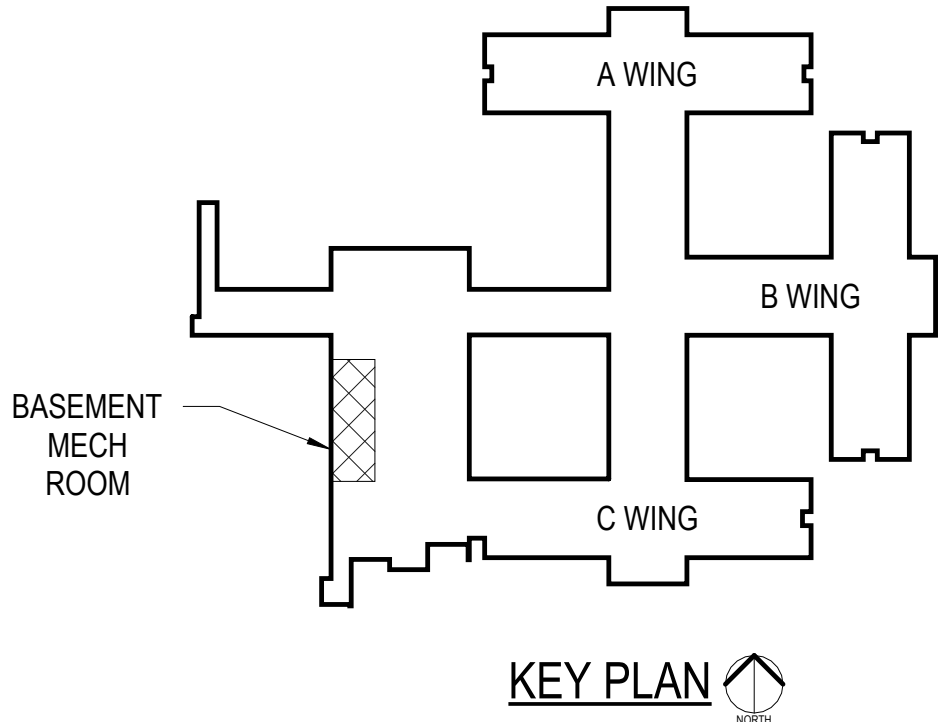 A WING
B WING
BASEMENT
MECH
ROOM
C WING
KEY PLAN
NORTH